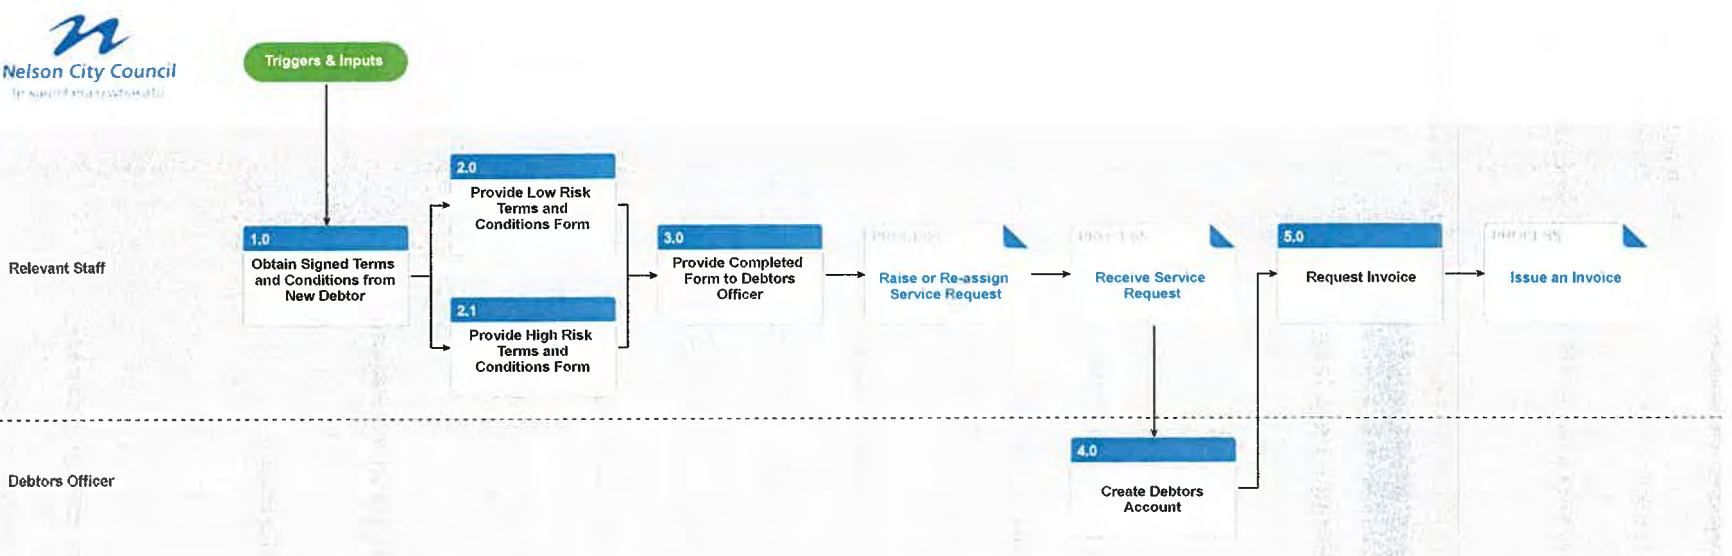 Nelson City Council
Triggers & Inputs
Relevant Staff
1.0
Obtain Signed Terms
and Conditions from
New Debtor
2.0
Provide Low Risk
Terms and
Conditions Form
2.1
Provide High Risk
Terms and
Conditions Form
3.0
Provide Completed
Form to Debtors
Officer
Raise or Re-assign
Service Request
PROCESS
Receive Service
Request
5.0
Request Invoice
PROCESS
Issue an Invoice
Debtors Officer
4.0
Create Debtors
Account